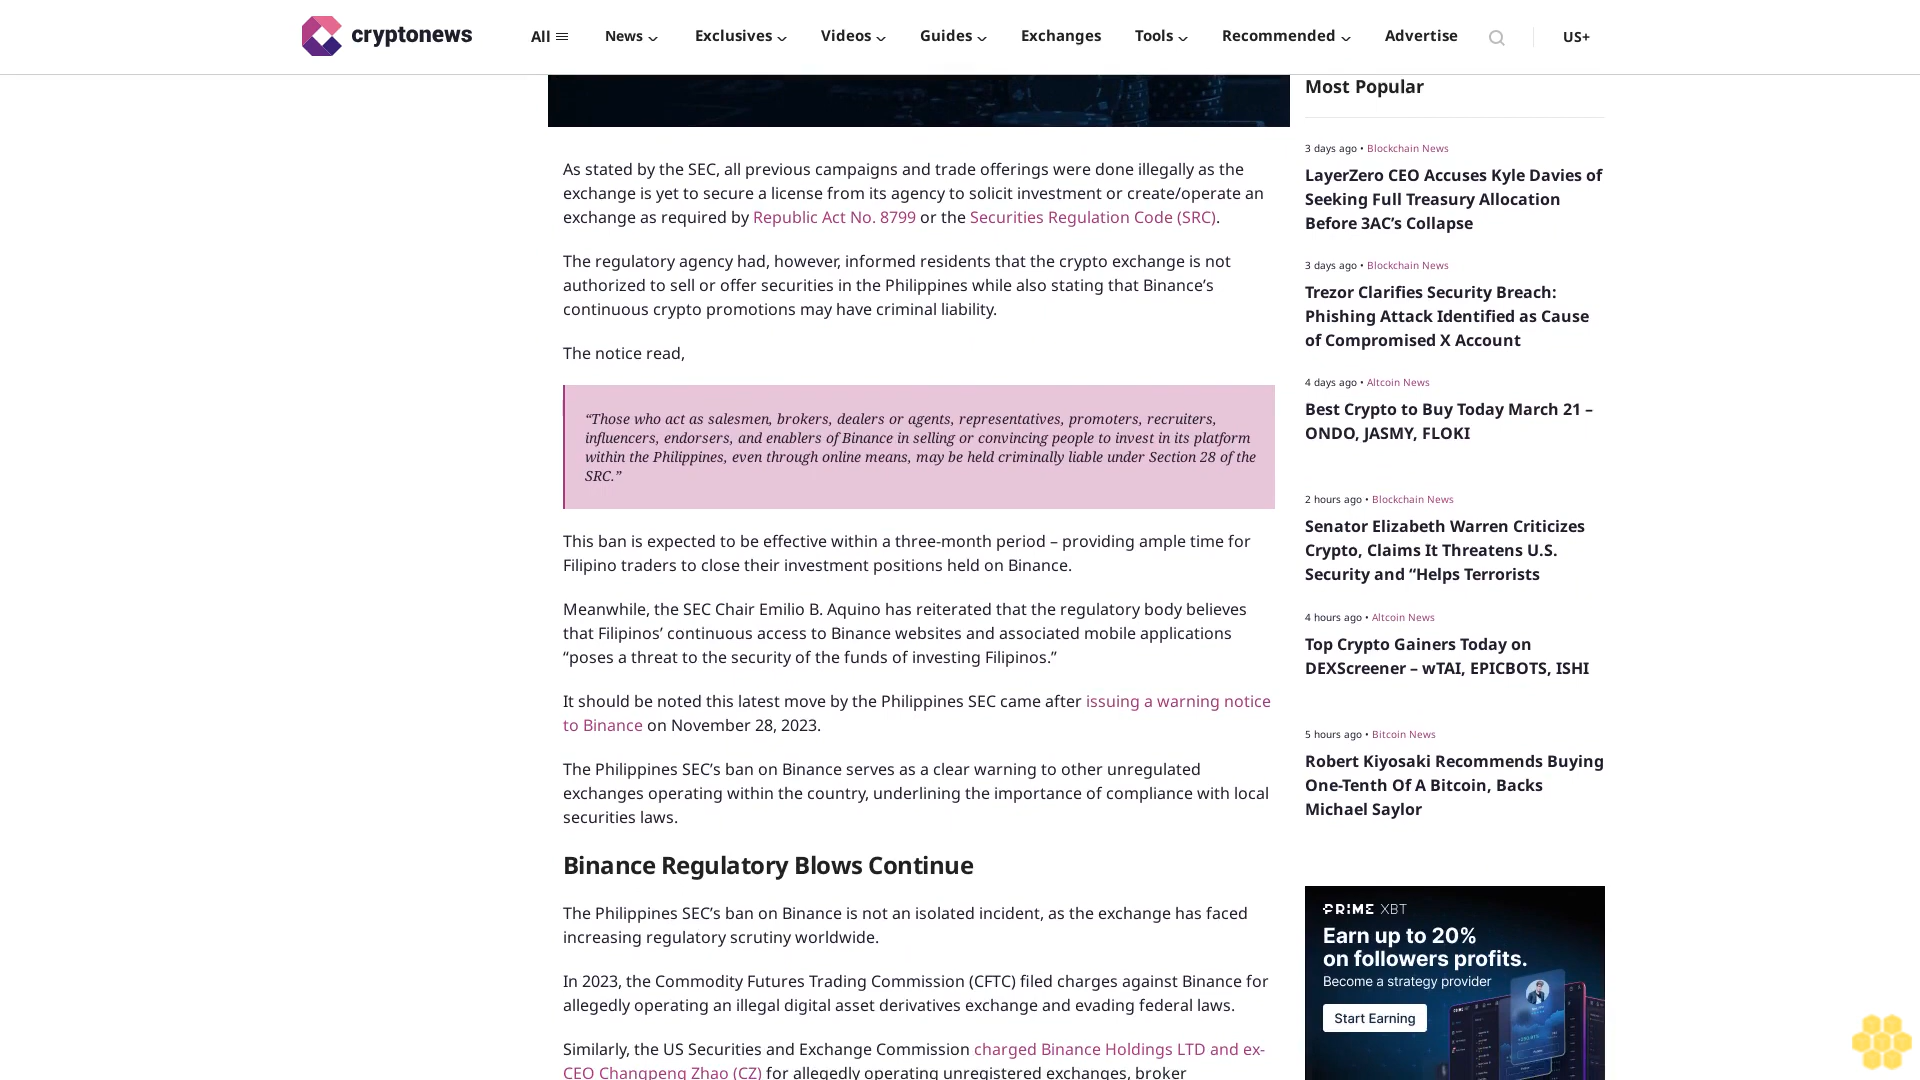 cryptonews
All
News
Exclusives
Videos
Guides
Exchanges
Tools
Recommended
Advertise
US+
As stated by the SEC, all previous campaigns and trade offerings were done illegally as the
exchange is yet to secure a license from its agency to solicit investment or create/operate an
exchange as required by Republic Act No. 8799 or the Securities Regulation Code (SRC).
The regulatory agency had, however, informed residents that the crypto exchange is not
authorized to sell or offer securities in the Philippines while also stating that Binance’s
continuous crypto promotions may have criminal liability.
The notice read,
“Those who act as salesmen, brokers, dealers or agents, representatives, promoters, recruiters,
influencers, endorsers, and enablers of Binance in selling or convincing people to invest in its platform
within the Philippines, even through online means, may be held criminally liable under Section 28 of the
SRC.”
This ban is expected to be effective within a three-month period – providing ample time for
Filipino traders to close their investment positions held on Binance.
Meanwhile, the SEC Chair Emilio B. Aquino has reiterated that the regulatory body believes
that Filipinos’ continuous access to Binance websites and associated mobile applications
“poses a threat to the security of the funds of investing Filipinos.”
It should be noted this latest move by the Philippines SEC came after issuing a warning notice
to Binance on November 28, 2023.
The Philippines SEC’s ban on Binance serves as a clear warning to other unregulated
exchanges operating within the country, underlining the importance of compliance with local
securities laws.
Binance Regulatory Blows Continue
The Philippines SEC’s ban on Binance is not an isolated incident, as the exchange has faced
increasing regulatory scrutiny worldwide.
In 2023, the Commodity Futures Trading Commission (CFTC) filed charges against Binance for
allegedly operating an illegal digital asset derivatives exchange and evading federal laws.
Similarly, the US Securities and Exchange Commission charged Binance Holdings LTD and ex-
CEO Changpeng Zhao (CZ) for allegedly operating unregistered exchanges, broker
Most Popular
3 days ago • Blockchain News
LayerZero CEO Accuses Kyle Davies of
Seeking Full Treasury Allocation
Before 3AC’s Collapse
3 days ago • Blockchain News
Trezor Clarifies Security Breach:
Phishing Attack Identified as Cause
of Compromised X Account
4 days ago • Altcoin News
Best Crypto to Buy Today March 21 –
ONDO, JASMY, FLOKI
2 hours ago • Blockchain News
Senator Elizabeth Warren Criticizes
Crypto, Claims It Threatens U.S.
Security and “Helps Terrorists
4 hours ago • Altcoin News
Top Crypto Gainers Today on
DEXScreener – wTAI, EPICBOTS, ISHI
5 hours ago • Bitcoin News
Robert Kiyosaki Recommends Buying
One-Tenth Of A Bitcoin, Backs
Michael Saylor
PRIME XBT
Earn up to 20%
on followers profits.
Become a strategy provider
Start Earning